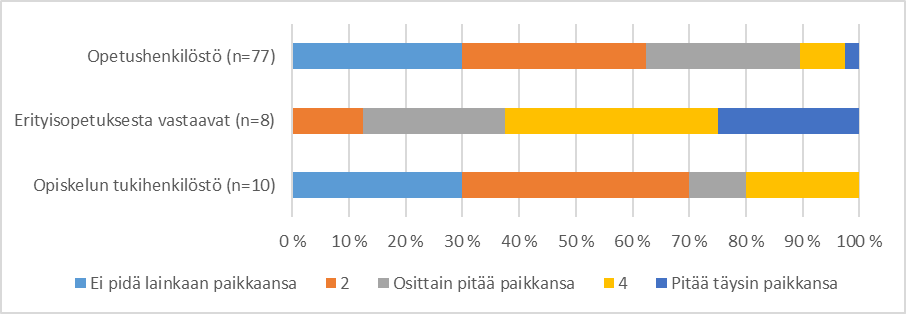 Opetushenkilöstö (n=77)
Erityisopetuksesta vastaavat (n=8)
Opiskelun tukihenkilöstö (n=10)
0 % 10 % 20 % 30 % 40 % 50 % 60 % 70 % 80 % 90 % 100 %
Ei pidä lainkaan paikkaansa 2 Osittain pitää paikkansa 4 Pitää täysin paikkansa